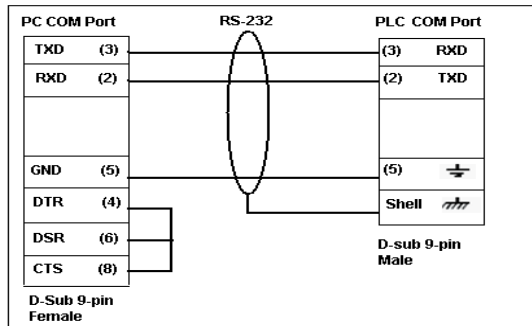 PC COM Port RS-232 PLC COM Port
TXD (3) (3) RXD
RXD (2) (2) TXD
GND (5) (5)
DTR (4) Shell
DSR (6)
CTS (8)
D-sub 9-pin
Male
D-Sub 9-pin
Female